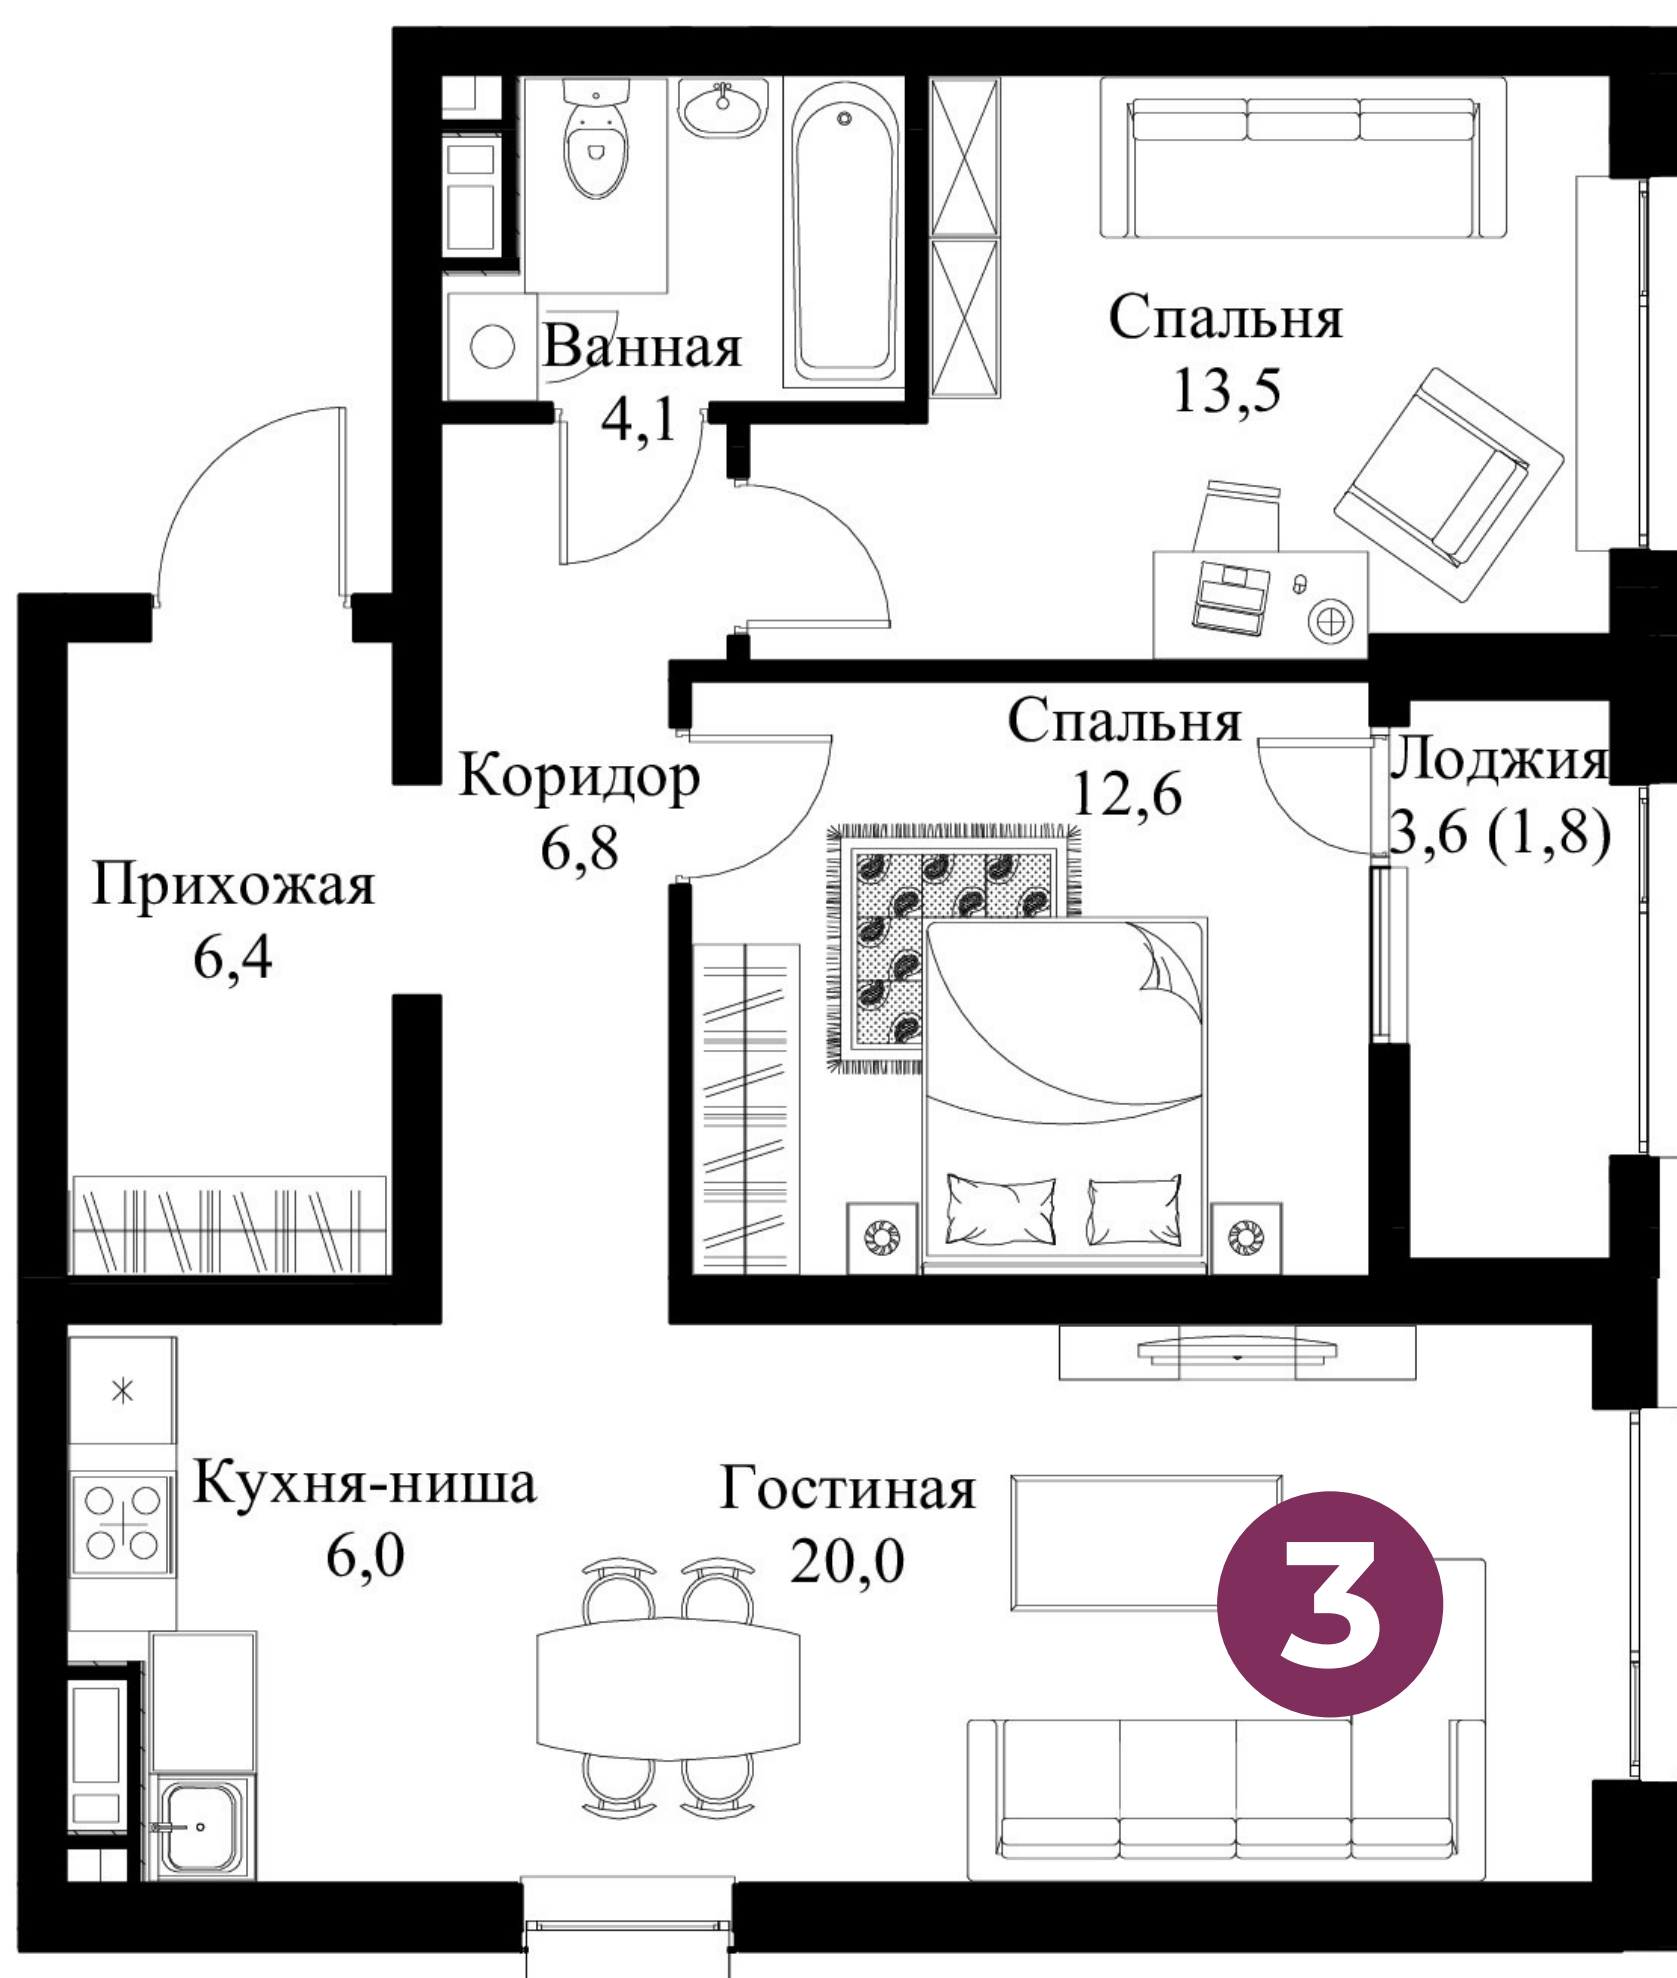 Ванная
4,1
Спальня
13,5
Спальня
12,6
Лоджия
3,6 (1,8)
Коридор
6,8
Прихожая
6,4
Кухня-ниша
6,0
Гостиная
20,0
3